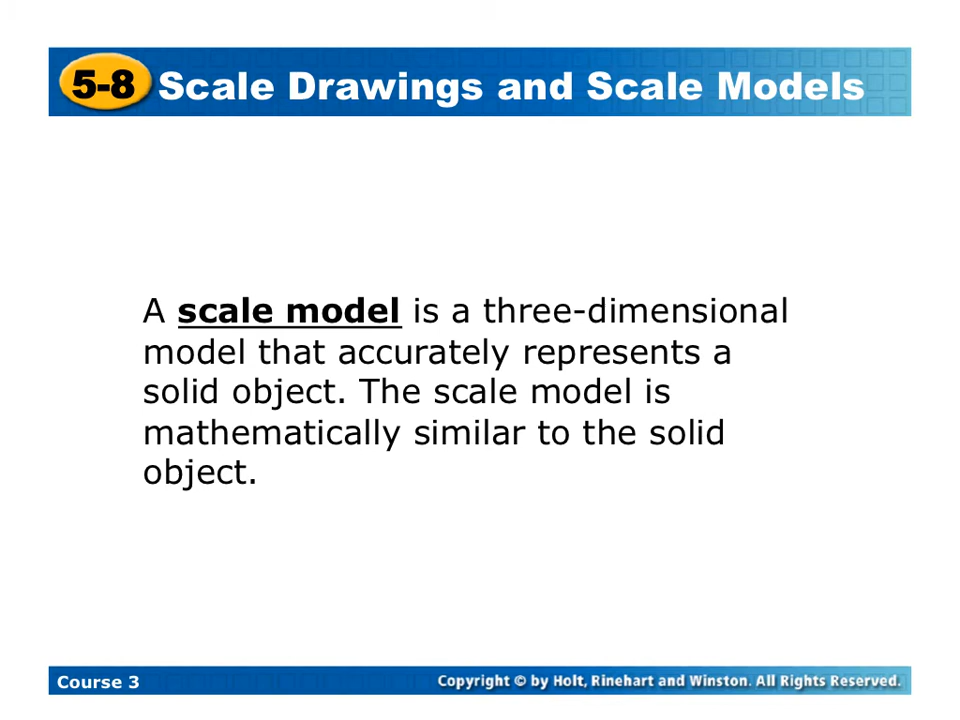 5-8 Scale Drawings and Scale Models
A scale model is a three-dimensional
model that accurately represents a
solid object. The scale model is
mathematically similar to the solid
object.
Course 3
Copyright © by Holt, Rinehart and Winston. All Rights Reserved.